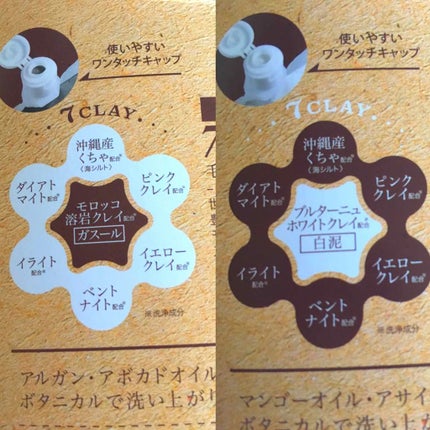 使いやすい
ワンタッチキャップ
7 CLAY
沖縄産
くちゃ配合※
〈海シルト〉
ダイアト
マイト配合※
ピンク
クレイ配合※
モロッコ
溶岩クレイ配合※
ガスール
イライト
配合※
イエロー
クレイ配合※
ベント
ナイト配合※
※洗浄成分
アルガン・アボカドオイル
ボタニカルで洗い上が
使いやすい
ワンタッチキャップ
7 CLAY
沖縄産
くちゃ配合※
〈海シルト〉
ダイアト
マイト配合※
ピンク
クレイ配合※
ブルターニュ
ホワイトクレイ配合※
白泥
イライト
配合※
イエロー
クレイ配合※
ベント
ナイト配合※
※洗浄成分
マンゴーオイル・アサイ
ボタニカルで洗い上がり